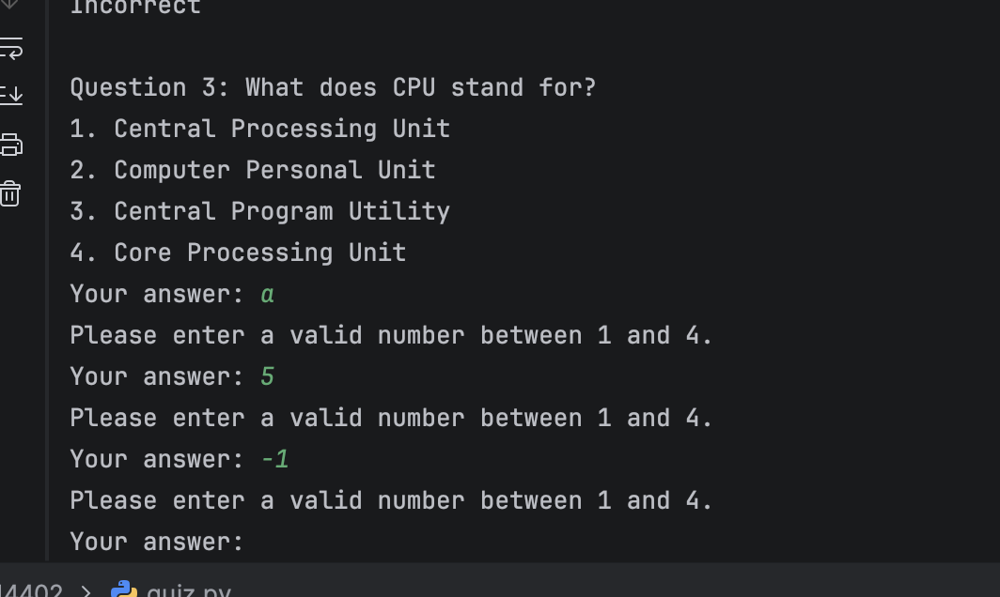 Incorrect
Question 3: What does CPU stand for?
1. Central Processing Unit
2. Computer Personal Unit
3. Central Program Utility
4. Core Processing Unit
Your answer: a
Please enter a valid number between 1 and 4.
Your answer: 5
Please enter a valid number between 1 and 4.
Your answer: -1
Please enter a valid number between 1 and 4.
Your answer:
4402 > quiz.py